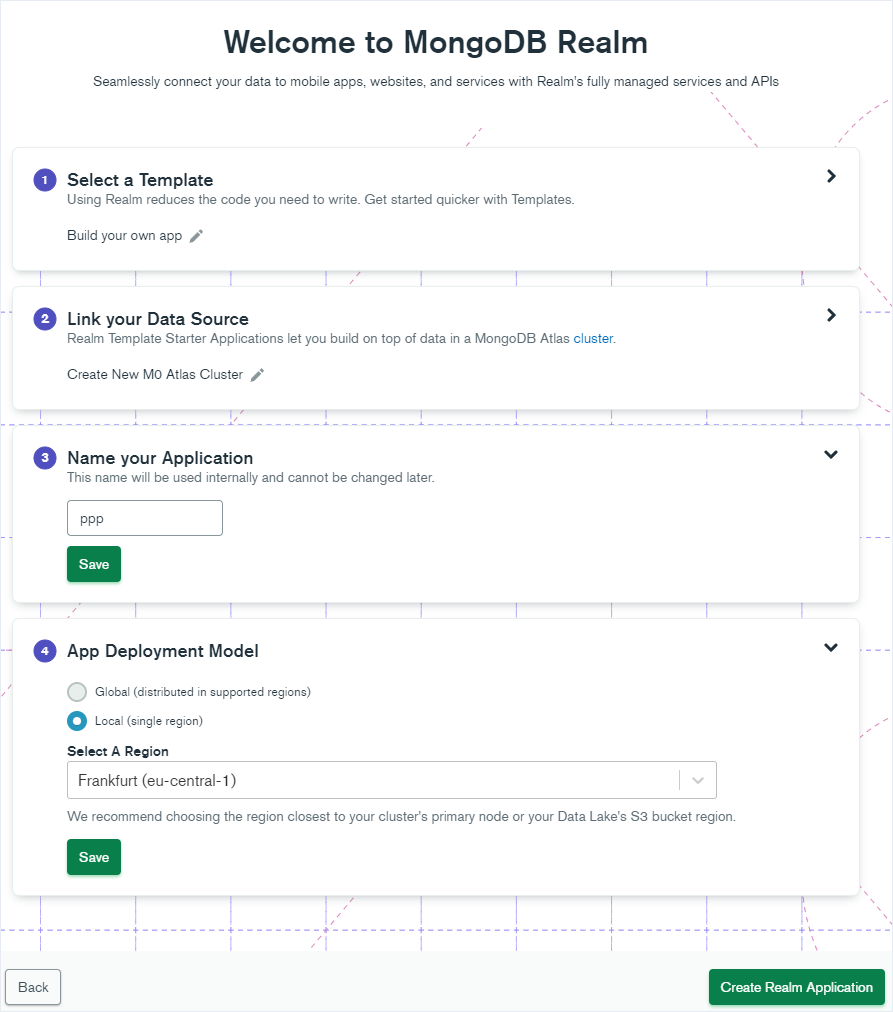 Welcome to MongoDB Realm
Seamlessly connect your data to mobile apps, websites, and services with Realm's fully managed services and APIs
1 Select a Template
Using Realm reduces the code you need to write. Get started quicker with Templates.
Build your own app
2 Link your Data Source
Realm Template Starter Applications let you build on top of data in a MongoDB Atlas cluster.
Create New M0 Atlas Cluster
3 Name your Application
This name will be used internally and cannot be changed later.
ppp
Save
4 App Deployment Model
Global (distributed in supported regions)
Local (single region)
Select A Region
Frankfurt (eu-central-1)
We recommend choosing the region closest to your cluster's primary node or your Data Lake's S3 bucket region.
Save
Back Create Realm Application